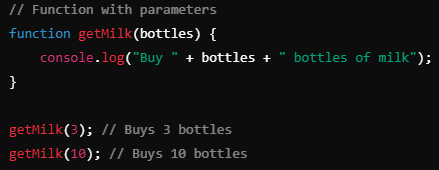 // Function with parameters
function getMilk(bottles) {
    console.log("Buy " + bottles + " bottles of milk");
}

getMilk(3); // Buys 3 bottles
getMilk(10); // Buys 10 bottles